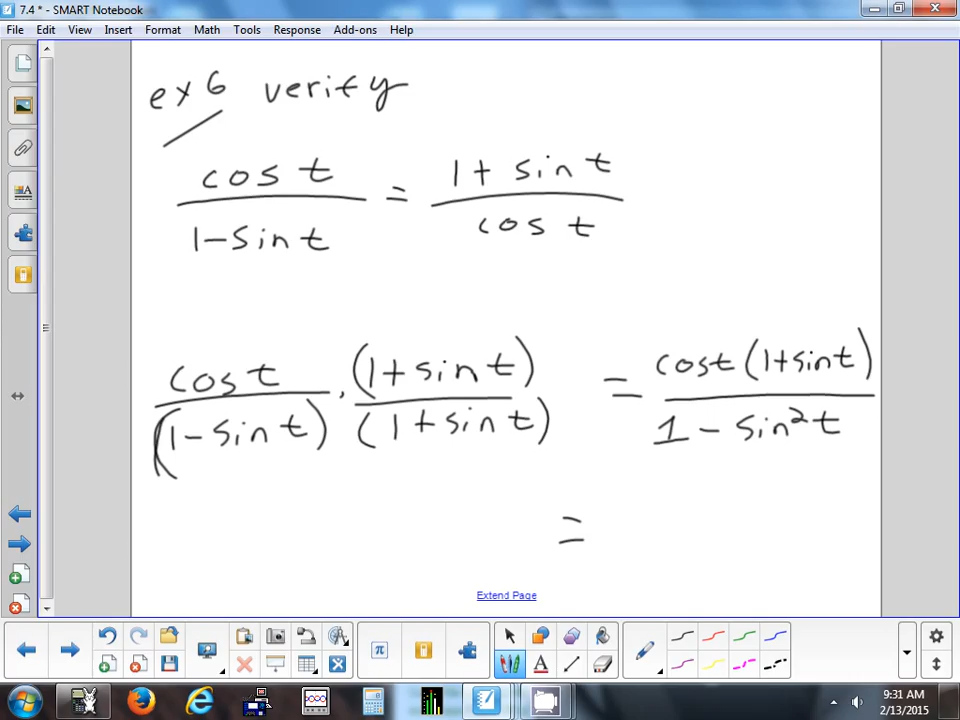 7.4 * - SMART Notebook
File Edit View Insert Format Math Tools Response Add-ons Help
ex 6 verify
cos t / 1-sin t = 1+ sin t / cos t
cos t / (1-sin t) · (1+sin t) / (1+sin t) = cos t (1+sin t) / 1 - sin²t
=
Extend Page
9:31 AM
2/13/2015